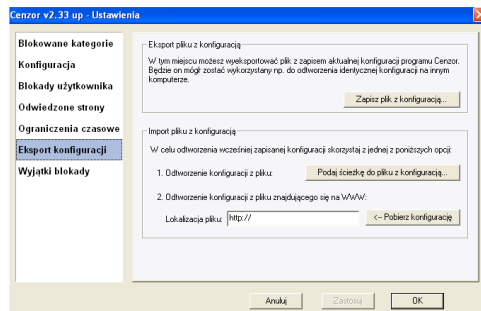 Cenzor v2.33 up - Ustawienia
Blokowane kategorie
Konfiguracja
Blokady użytkownika
Odwiedzone strony
Ograniczenia czasowe
Eksport konfiguracji
Wyjątki blokady
Eksport pliku z konfiguracją
W tym miejscu możesz wyeksportować plik z zapisem aktualnej konfiguracji programu Cenzor.
Będzie on mógł zostać wykorzystany np. do odtworzenia identycznej konfiguracji na innym
komputerze.
Zapisz plik z konfiguracją...
Import pliku z konfiguracją
W celu odtworzenia wcześniej zapisanej konfiguracji skorzystaj z jednej z poniższych opcji:
1. Odtworzenie konfiguracji z pliku:
Podaj ścieżkę do pliku z konfiguracją...
2. Odtworzenie konfiguracji z pliku znajdującego się na WWW:
Lokalizacja pliku: http://
<-- Pobierz konfigurację
Anuluj
Zastosuj
OK